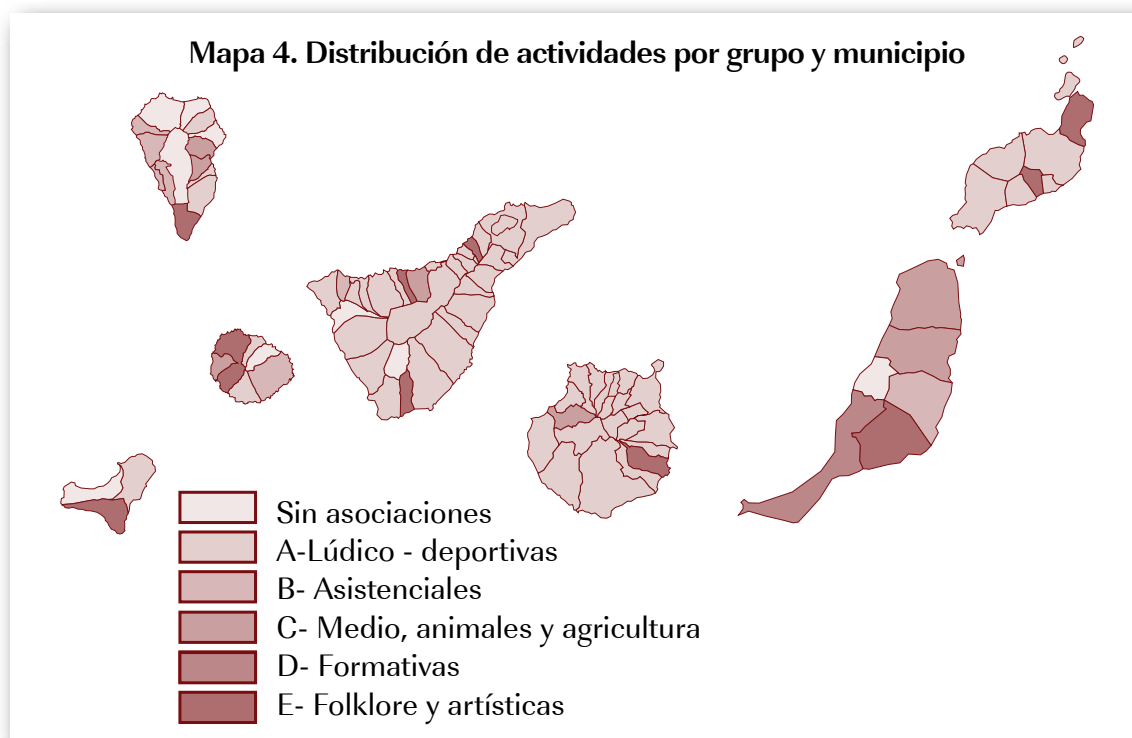 Mapa 4. Distribución de actividades por grupo y municipio
Sin asociaciones
A-Lúdico - deportivas
B- Asistenciales
C- Medio, animales y agricultura
D- Formativas
E- Folklore y artísticas